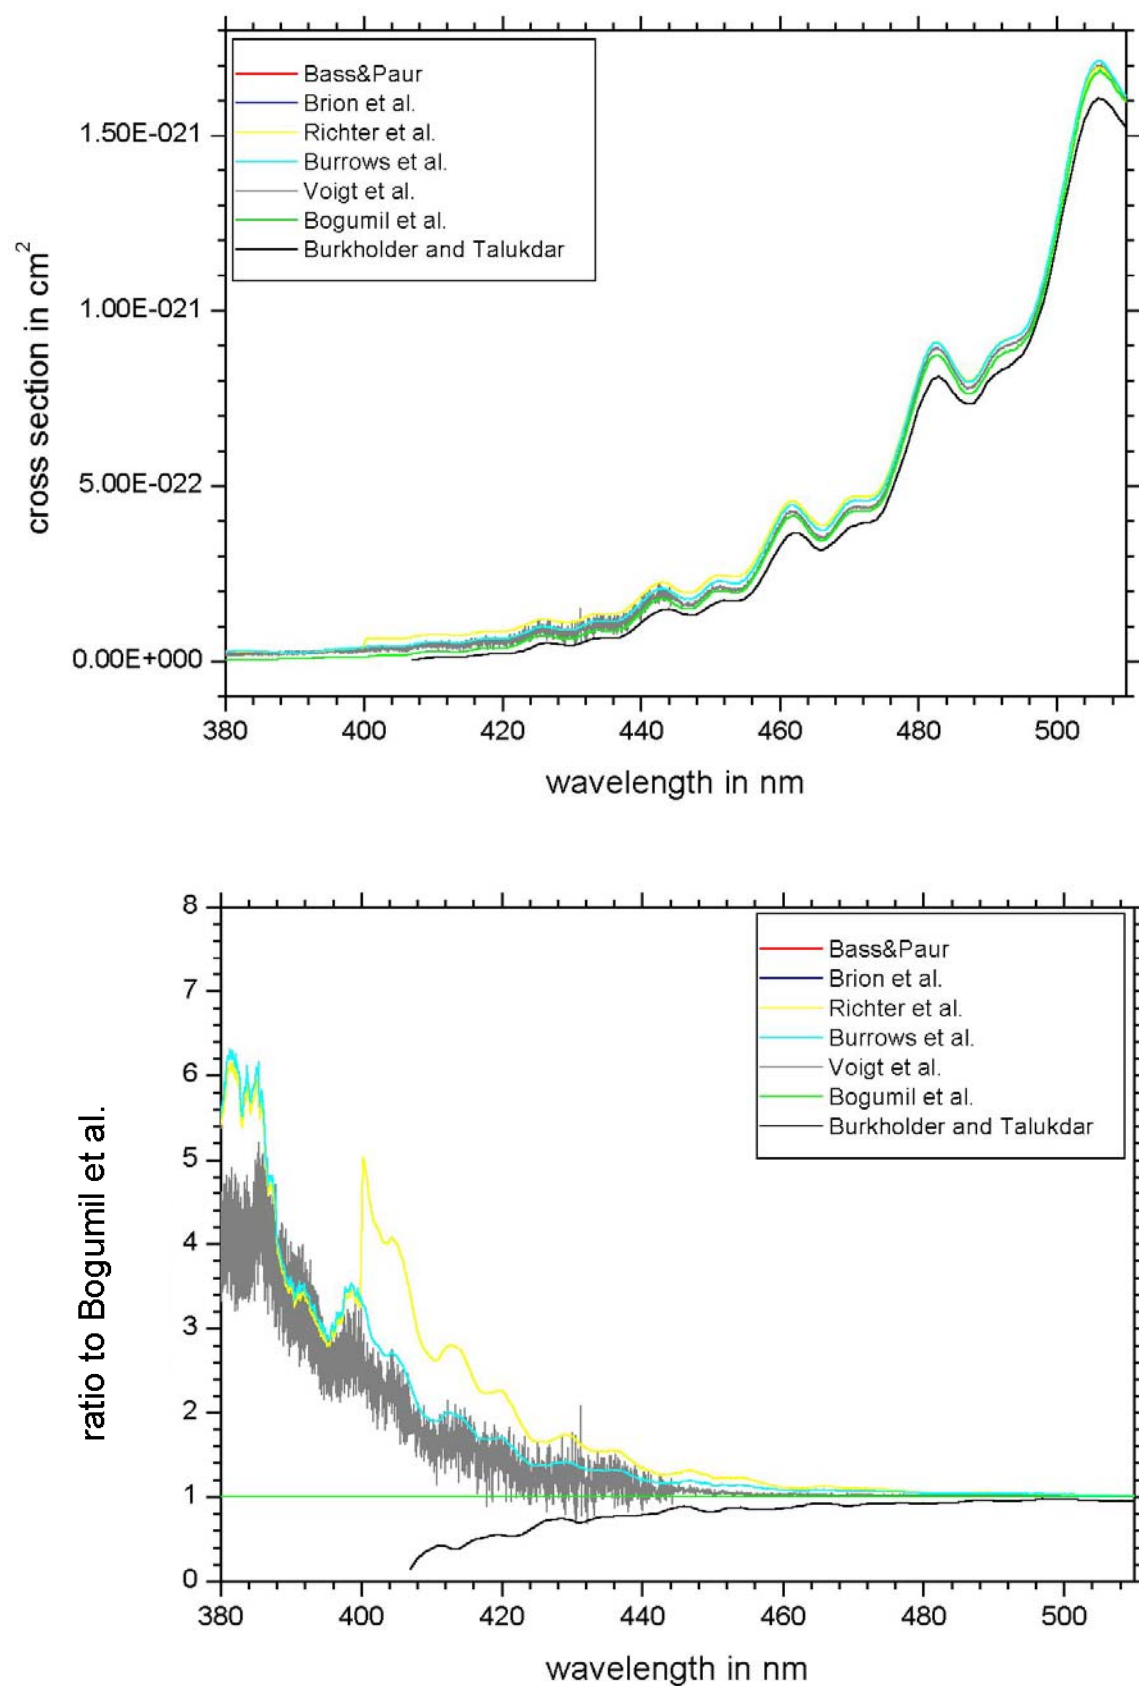 Bass&Paur
Brion et al.
Richter et al.
Burrows et al.
Voigt et al.
Bogumil et al.
Burkholder and Talukdar
1.50E-021
1.00E-021
5.00E-022
0.00E+000
cross section in cm²
380 400 420 440 460 480 500
wavelength in nm
8
7
6
5
4
3
2
1
0
ratio to Bogumil et al.
Bass&Paur
Brion et al.
Richter et al.
Burrows et al.
Voigt et al.
Bogumil et al.
Burkholder and Talukdar
380 400 420 440 460 480 500
wavelength in nm